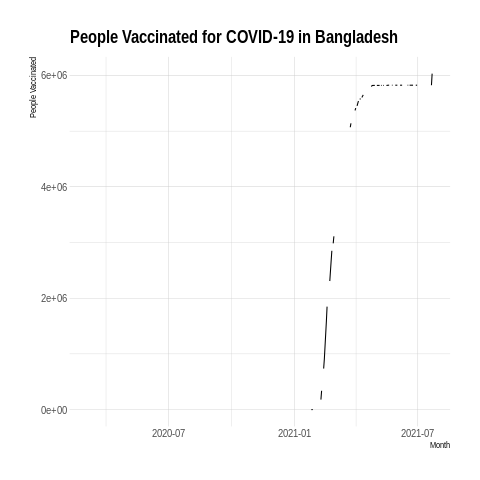 People Vaccinated for COVID-19 in Bangladesh
People Vaccinated
6e+06
4e+06
2e+06
0e+00
2020-07
2021-01
2021-07
Month